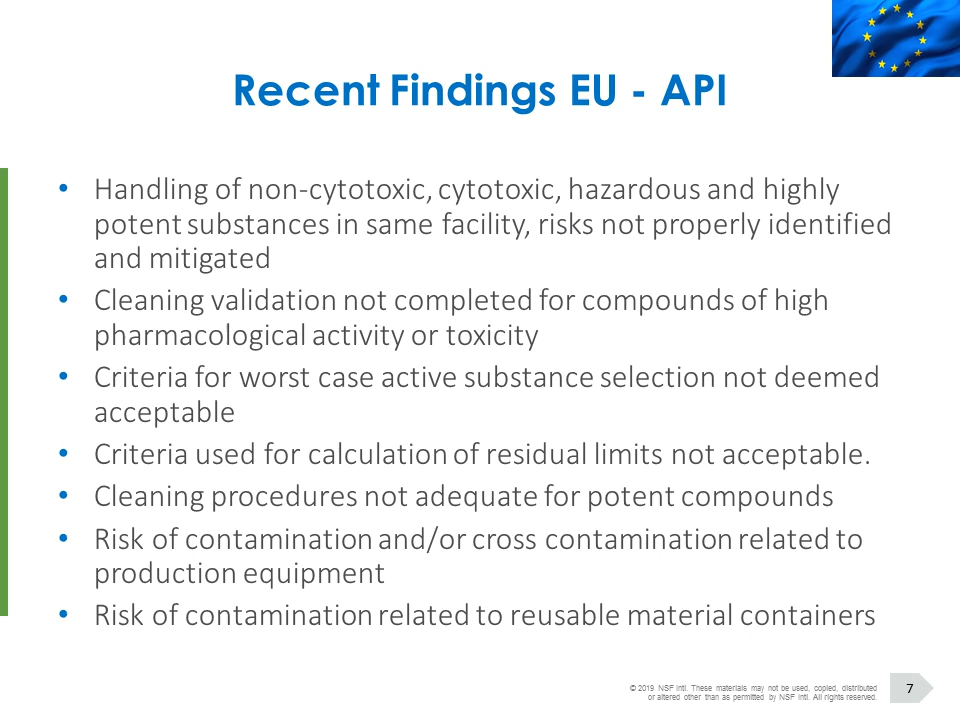 Recent Findings EU - API
• Handling of non-cytotoxic, cytotoxic, hazardous and highly
potent substances in same facility, risks not properly identified
and mitigated
• Cleaning validation not completed for compounds of high
pharmacological activity or toxicity
• Criteria for worst case active substance selection not deemed
acceptable
• Criteria used for calculation of residual limits not acceptable.
• Cleaning procedures not adequate for potent compounds
• Risk of contamination and/or cross contamination related to
production equipment
• Risk of contamination related to reusable material containers
© 2019 NSF Intl. These materials may not be used, copied, distributed
or altered other than as permitted by NSF Intl. All rights reserved.
7